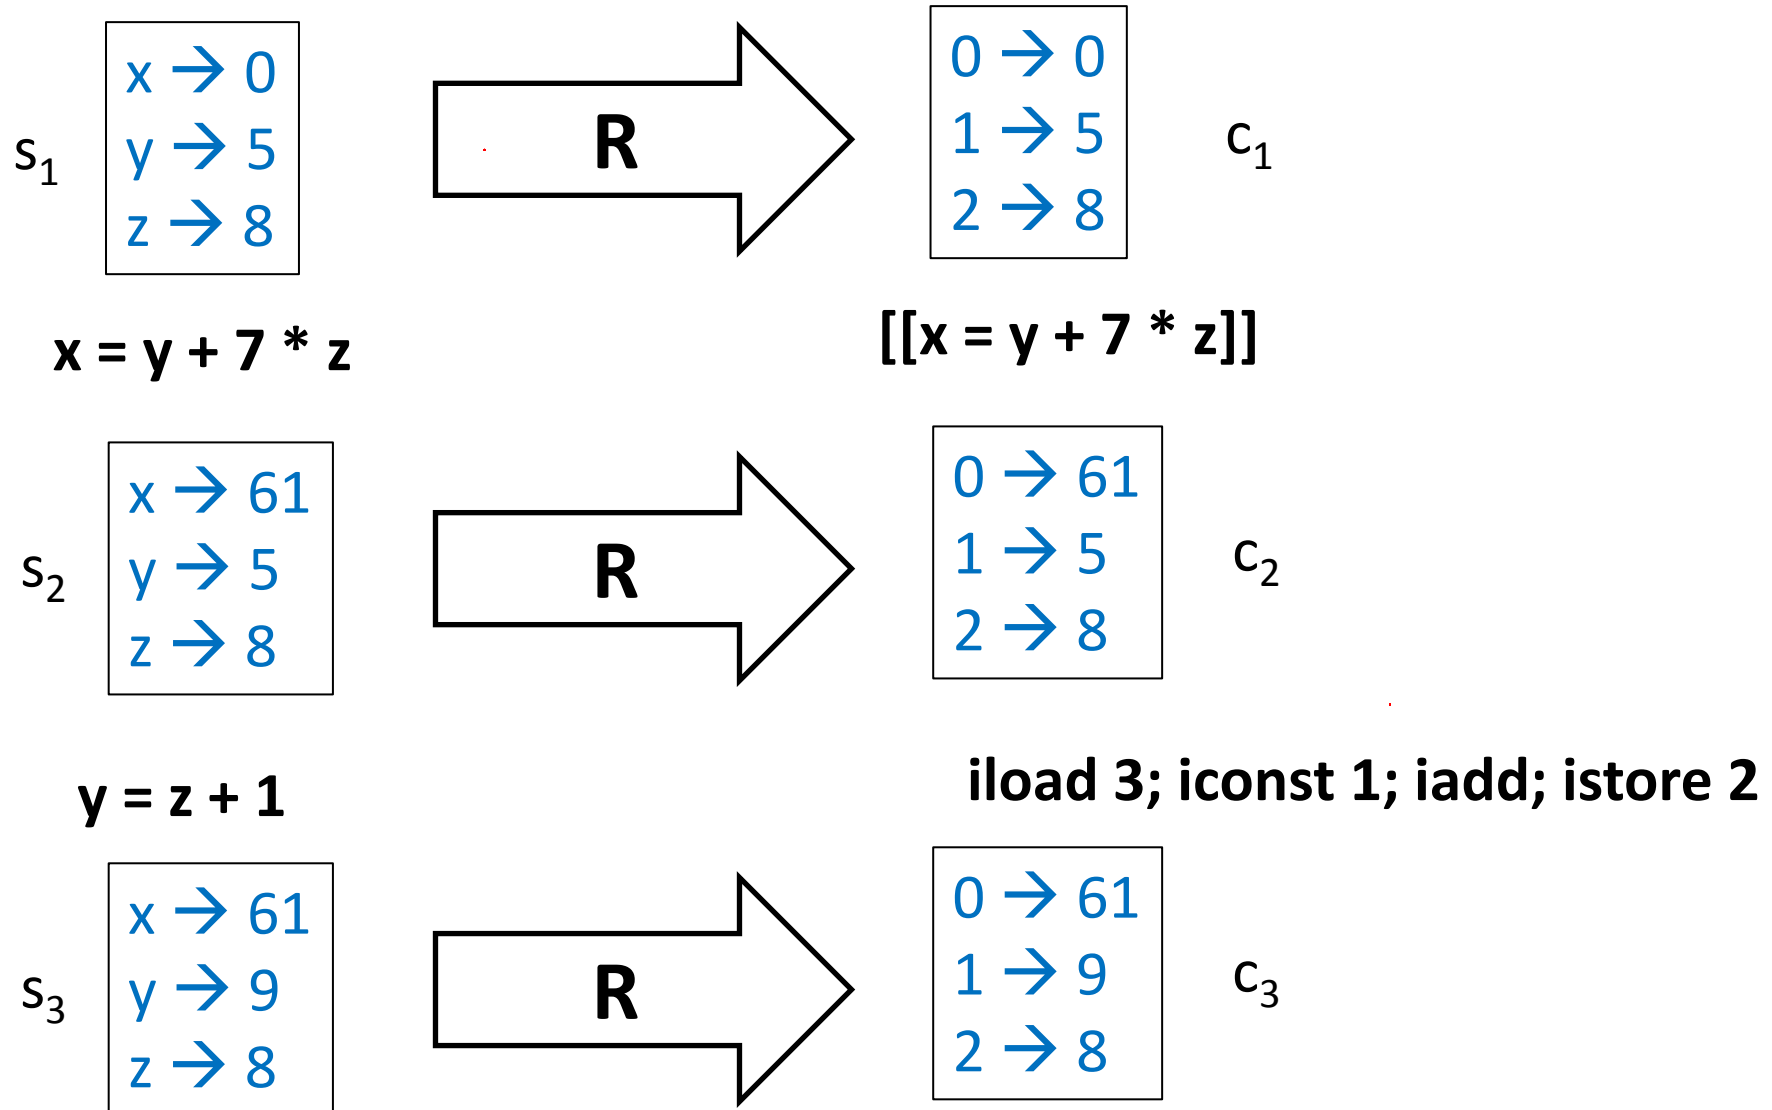 s1
x → 0
y → 5
z → 8
R
0 → 0
1 → 5
2 → 8
c1
x = y + 7 * z
[[x = y + 7 * z]]
s2
x → 61
y → 5
z → 8
R
0 → 61
1 → 5
2 → 8
c2
y = z + 1
iload 3; iconst 1; iadd; istore 2
s3
x → 61
y → 9
z → 8
R
0 → 61
1 → 9
2 → 8
c3